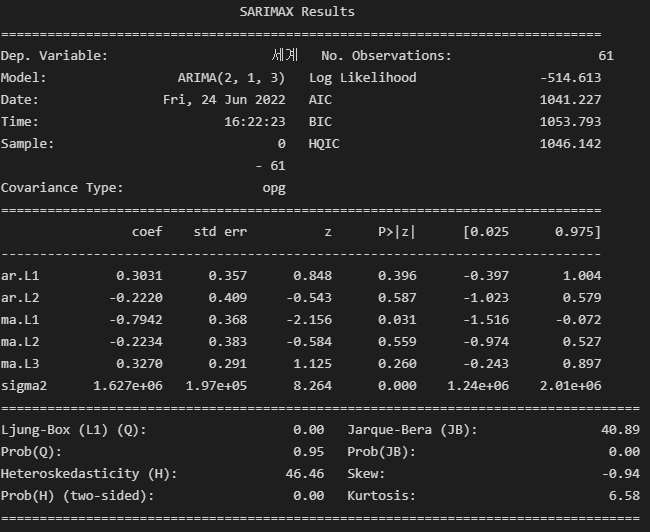 SARIMAX Results
==============================================================================
Dep. Variable: 세계 No. Observations: 61
Model: ARIMA(2, 1, 3) Log Likelihood -514.613
Date: Fri, 24 Jun 2022 AIC 1041.227
Time: 16:22:23 BIC 1053.793
Sample: 0 HQIC 1046.142
- 61
Covariance Type: opg
==============================================================================
coef std err z P>|z| [0.025 0.975]
------------------------------------------------------------------------------
ar.L1 0.3031 0.357 0.848 0.396 -0.397 1.004
ar.L2 -0.2220 0.409 -0.543 0.587 -1.023 0.579
ma.L1 -0.7942 0.368 -2.156 0.031 -1.516 -0.072
ma.L2 -0.2234 0.383 -0.584 0.559 -0.974 0.527
ma.L3 0.3270 0.291 1.125 0.260 -0.243 0.897
sigma2 1.627e+06 1.97e+05 8.264 0.000 1.24e+06 2.01e+06
===================================================================================
Ljung-Box (L1) (Q): 0.00 Jarque-Bera (JB): 40.89
Prob(Q): 0.95 Prob(JB): 0.00
Heteroskedasticity (H): 46.46 Skew: -0.94
Prob(H) (two-sided): 0.00 Kurtosis: 6.58
===================================================================================